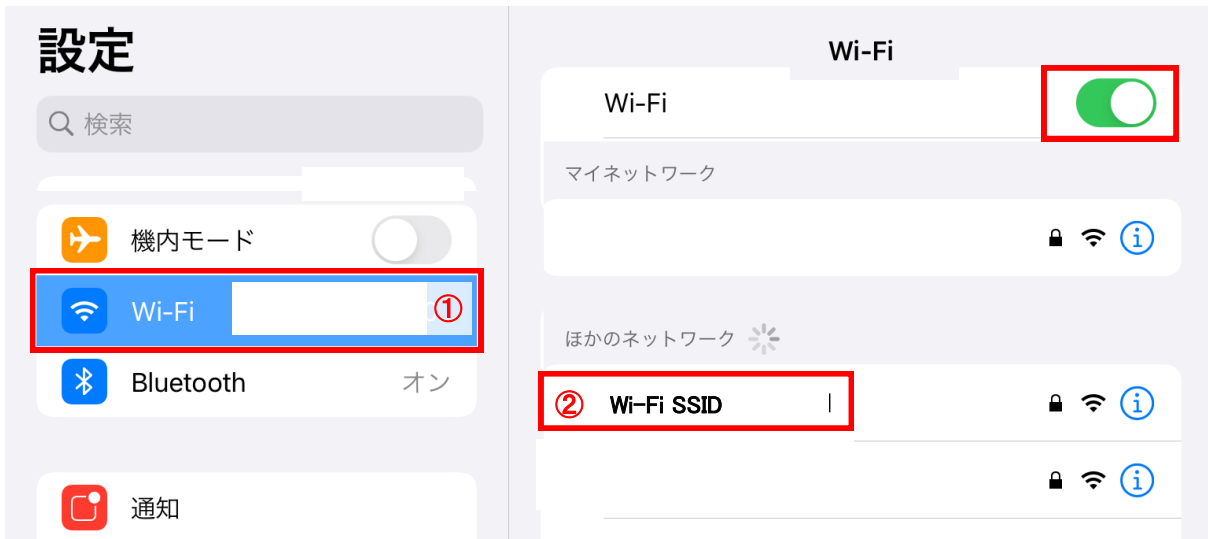 設定
検索
機内モード
Wi-Fi ①
Bluetooth オン
通知
Wi-Fi
Wi-Fi
マイネットワーク
ほかのネットワーク
② Wi-Fi SSID